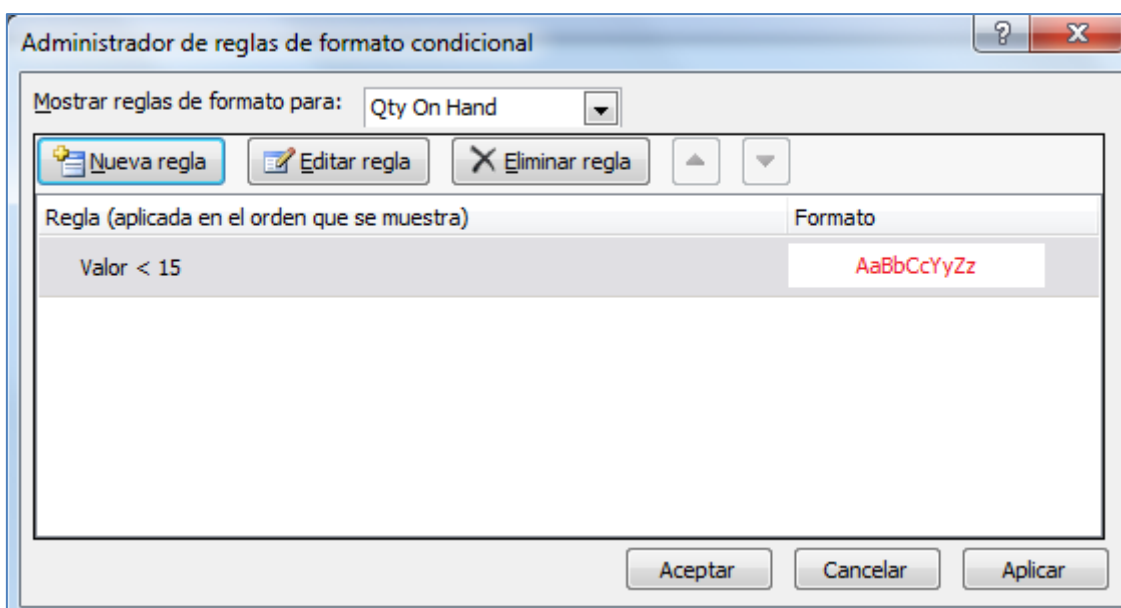 Administrador de reglas de formato condicional
?
X
Mostrar reglas de formato para: Qty On Hand
Nueva regla Editar regla Eliminar regla
Regla (aplicada en el orden que se muestra) Formato
Valor < 15 AaBbCcYyZz
Aceptar Cancelar Aplicar